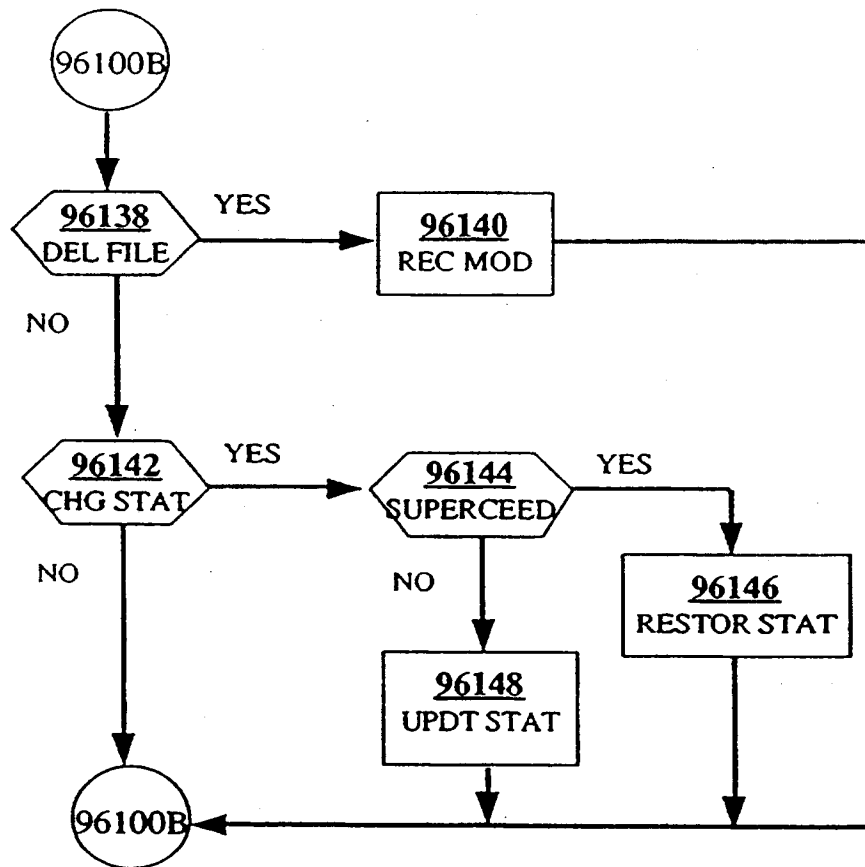 96100B
96138
DEL FILE
YES
96140
REC MOD
NO
96142
CHG STAT
YES
96144
SUPERCEED
YES
NO
NO
96146
RESTOR STAT
96148
UPDT STAT
96100B